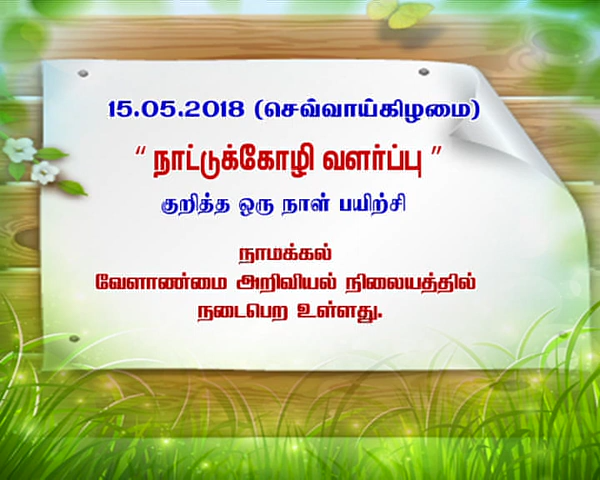 15.05.2018 (செவ்வாய்கிழமை)
“ நாட்டுக்கோழி வளர்ப்பு ”
குறித்த ஒரு நாள் பயிற்சி
நாமக்கல்
வேளாண்மை அறிவியல் நிலையத்தில்
நடைபெற உள்ளது.